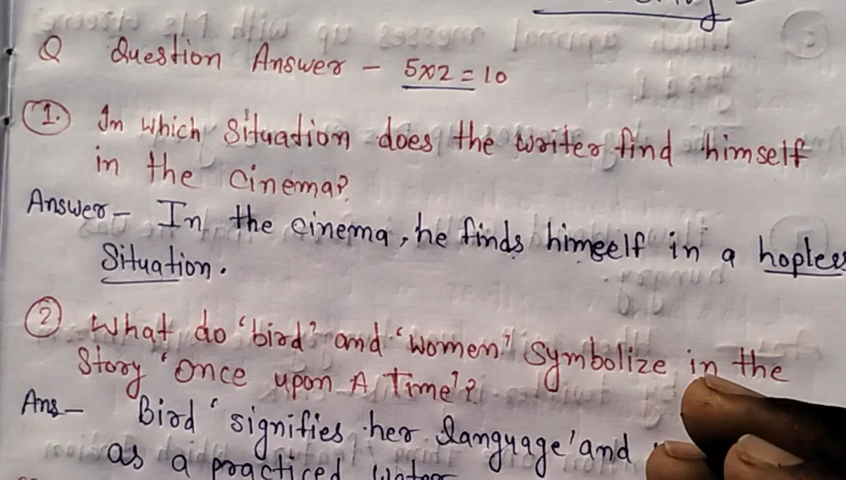 Q Question Answer - 5x2 = 10
1. In which Situation does the writer find himself
in the cinema?
Answer - In the cinema, he finds himself in a
Situation.
2 What do 'bird' and 'women' Symbolize in the
Story 'Once upon A Time'?
Ans - Bird 'signifies her language' and
as a practiced